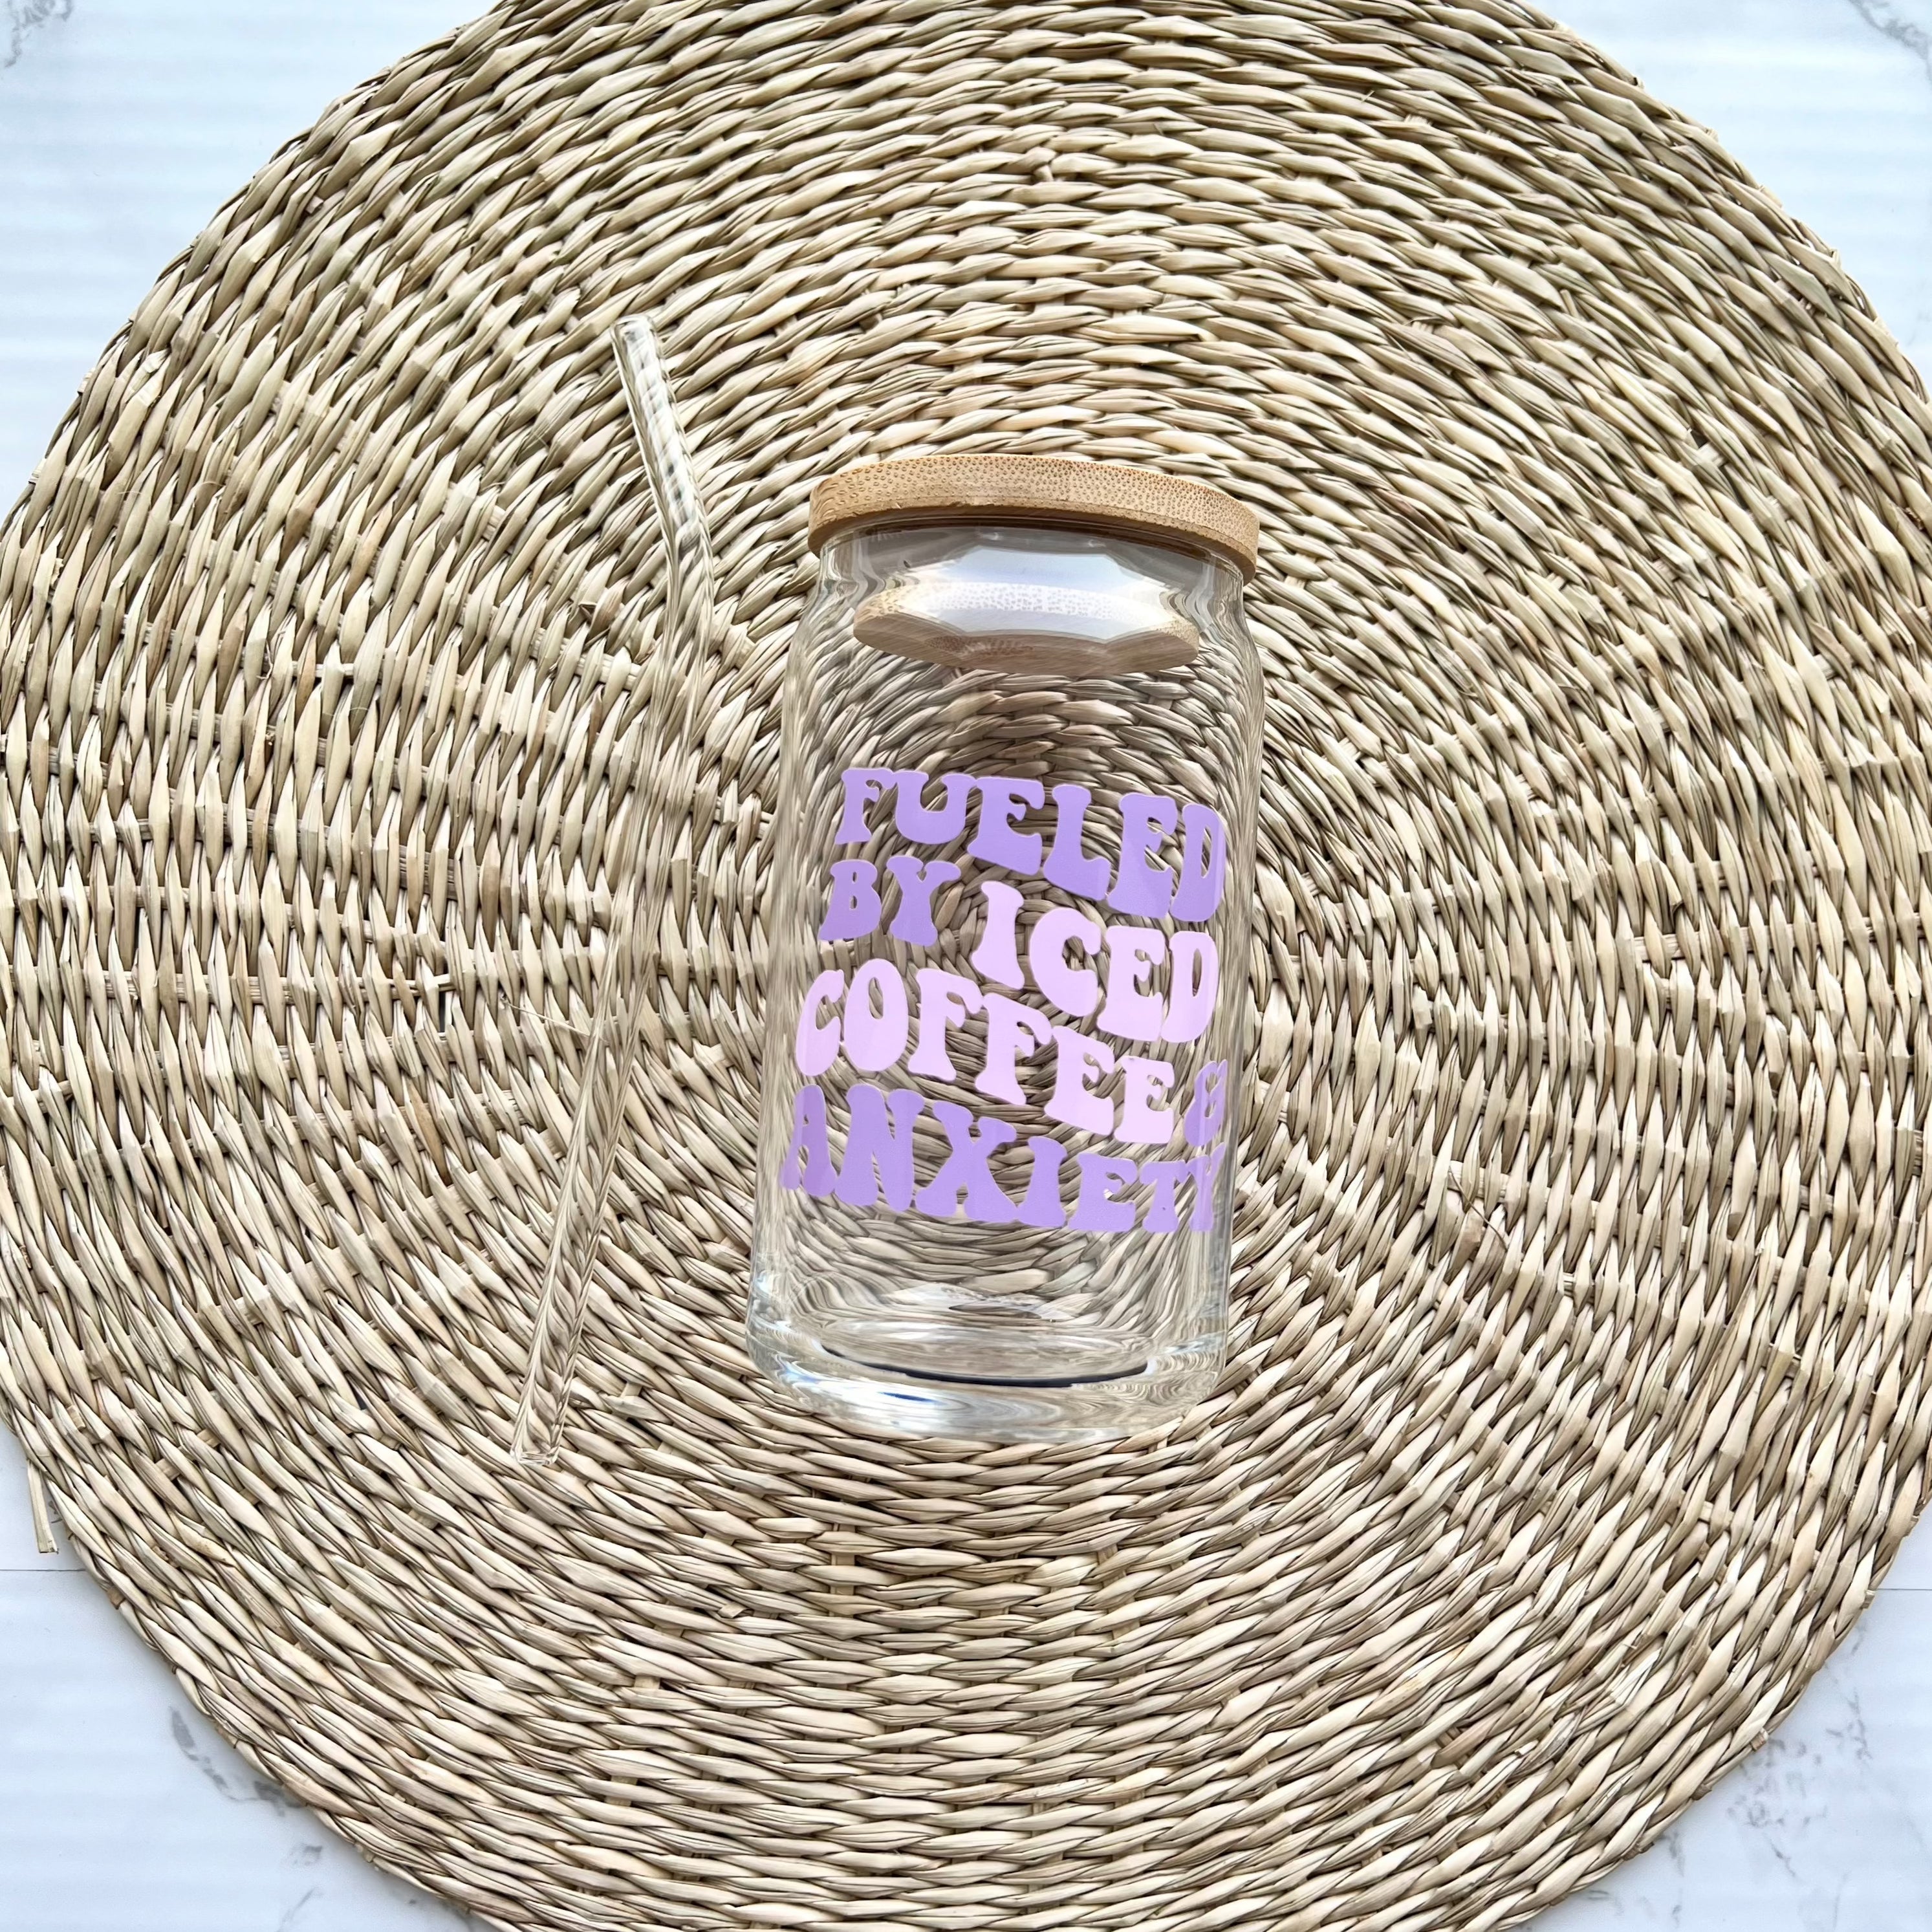 FUELED
BY ICED
COFFEE &
ANXIETY